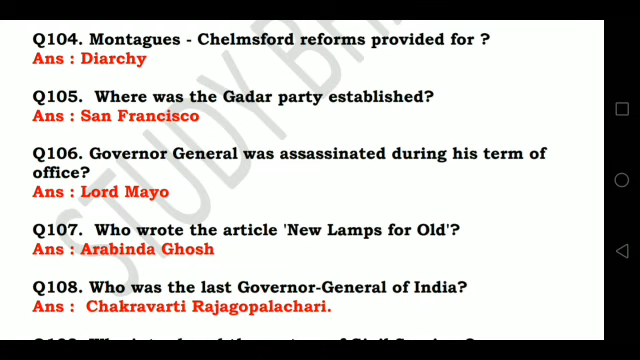 Q104. Montagues - Chelmsford reforms provided for ?
Ans : Diarchy
Q105. Where was the Gadar party established?
Ans : San Francisco
Q106. Governor General was assassinated during his term of
office?
Ans : Lord Mayo
Q107. Who wrote the article 'New Lamps for Old'?
Ans : Arabinda Ghosh
Q108. Who was the last Governor-General of India?
Ans : Chakravarti Rajagopalachari.
STUDY